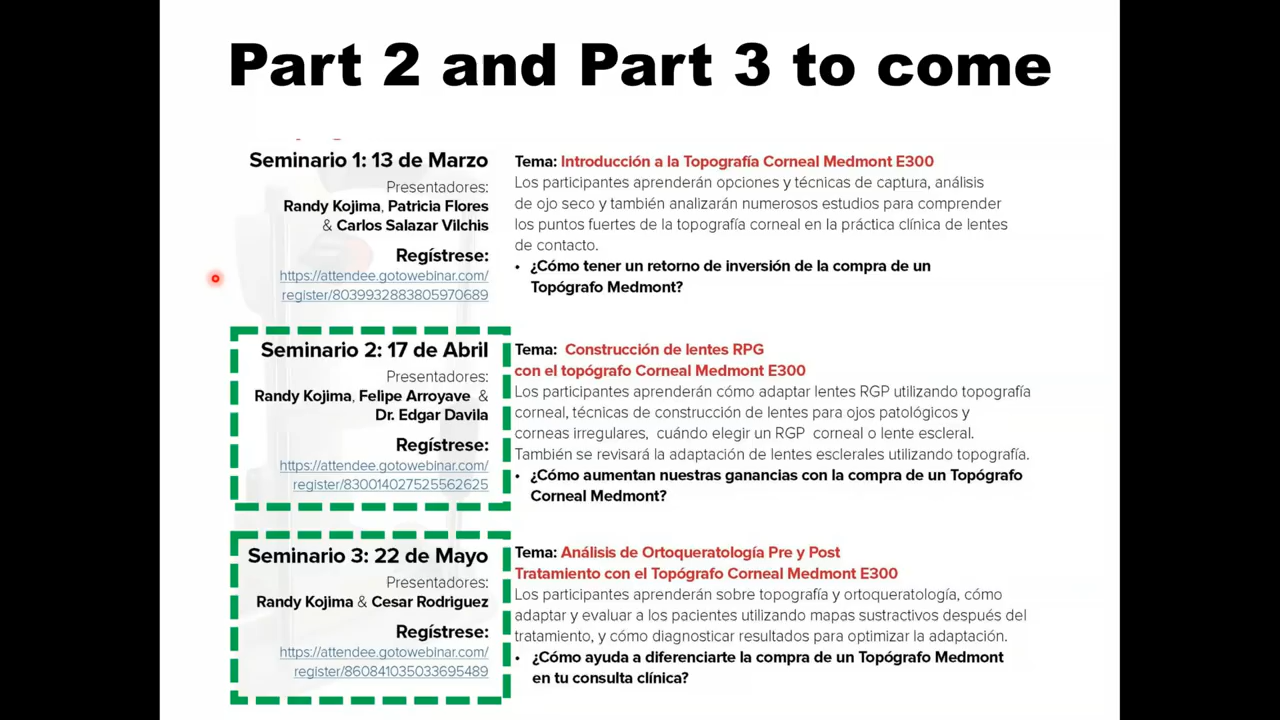 Part 2 and Part 3 to come
Seminario 1: 13 de Marzo
Presentadores:
Randy Kojima, Patricia Flores
& Carlos Salazar Vilchis
Regístrese:
https://attendee.gotowebinar.com/
register/8039932883805970689
Tema: Introducción a la Topografía Corneal Medmont E300
Los participantes aprenderán opciones y técnicas de captura, análisis
de ojo seco y también analizarán numerosos estudios para comprender
los puntos fuertes de la topografía corneal en la práctica clínica de lentes
de contacto.
• ¿Cómo tener un retorno de inversión de la compra de un
Topógrafo Medmont?
Seminario 2: 17 de Abril
Presentadores:
Randy Kojima, Felipe Arroyave &
Dr. Edgar Davila
Regístrese:
https://attendee.gotowebinar.com/
register/830014027525562625
Tema: Construcción de lentes RPG
con el topógrafo Corneal Medmont E300
Los participantes aprenderán cómo adaptar lentes RGP utilizando topografía
corneal, técnicas de construcción de lentes para ojos patológicos y
corneas irregulares, cuándo elegir un RGP corneal o lente escleral.
También se revisará la adaptación de lentes esclerales utilizando topografía.
• ¿Cómo aumentan nuestras ganancias con la compra de un Topógrafo
Corneal Medmont?
Seminario 3: 22 de Mayo
Presentadores:
Randy Kojima & Cesar Rodriguez
Regístrese:
https://attendee.gotowebinar.com/
register/860841035033695489
Tema: Análisis de Ortoqueratología Pre y Post
Tratamiento con el Topógrafo Corneal Medmont E300
Los participantes aprenderán sobre topografía y ortoqueratología, cómo
adaptar y evaluar a los pacientes utilizando mapas sustractivos después del
tratamiento, y cómo diagnosticar resultados para optimizar la adaptación.
• ¿Cómo ayuda a diferenciarte la compra de un Topógrafo Medmont
en tu consulta clínica?